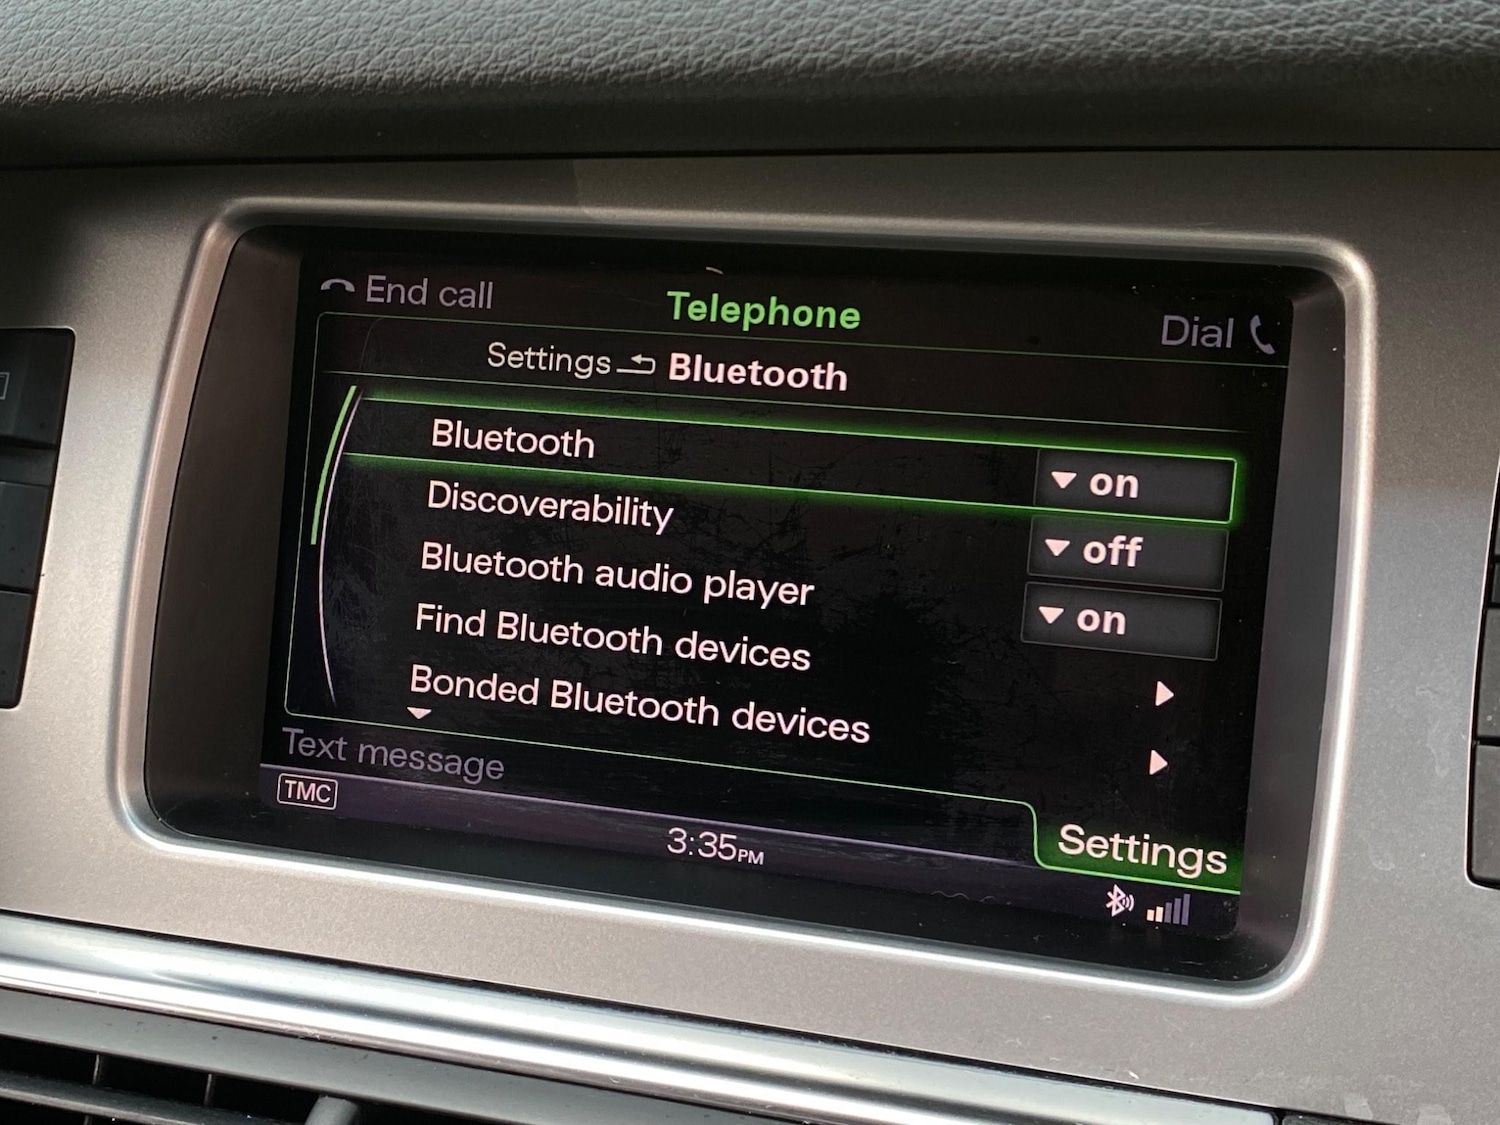 End call
Telephone
Dial
Settings Bluetooth
Bluetooth on
Discoverability off
Bluetooth audio player on
Find Bluetooth devices
Bonded Bluetooth devices
Text message
Settings
TMC
3:35PM